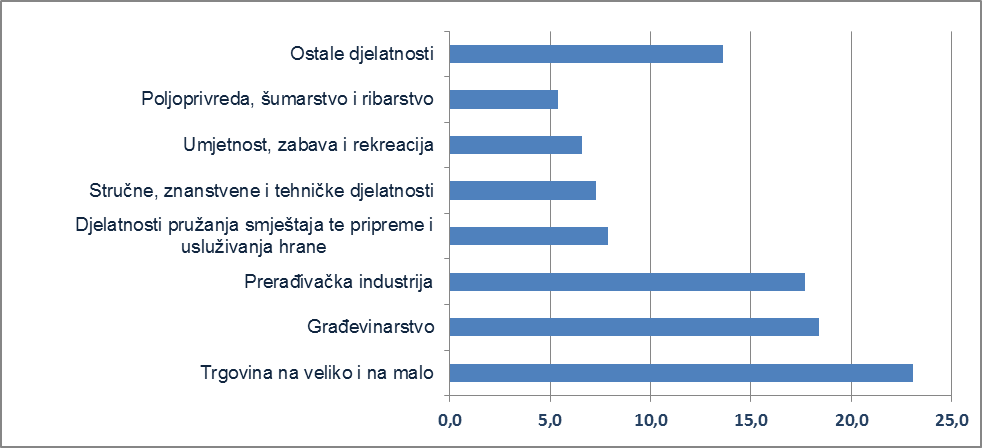 Ostale djelatnosti
Poljoprivreda, šumarstvo i ribarstvo
Umjetnost, zabava i rekreacija
Stručne, znanstvene i tehničke djelatnosti
Djelatnosti pružanja smještaja te pripreme i
usluživanja hrane
Prerađivačka industrija
Građevinarstvo
Trgovina na veliko i na malo
0,0 5,0 10,0 15,0 20,0 25,0